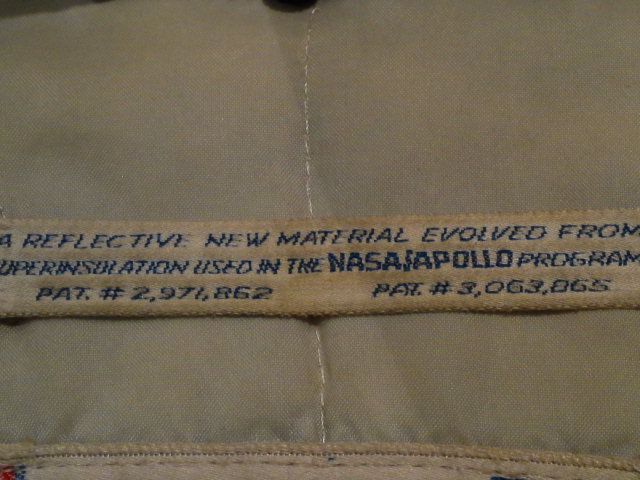 A REFLECTIVE NEW MATERIAL EVOLVED FROM
UPERINSULATION USED IN THE NASA/APOLLO PROGRAM
PAT. # 2,971,862 PAT. # 3,063,865